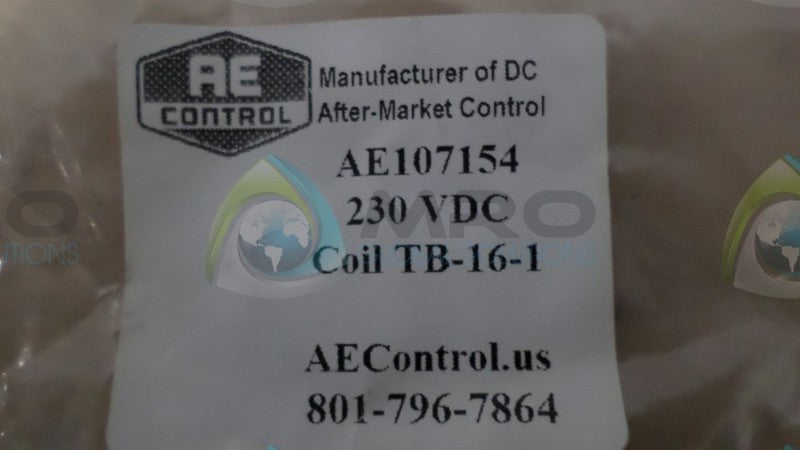 AE
CONTROL
Manufacturer of DC
After-Market Control
AE107154
230 VDC
Coil TB-16-1
AEControl.us
801-796-7864
MRO